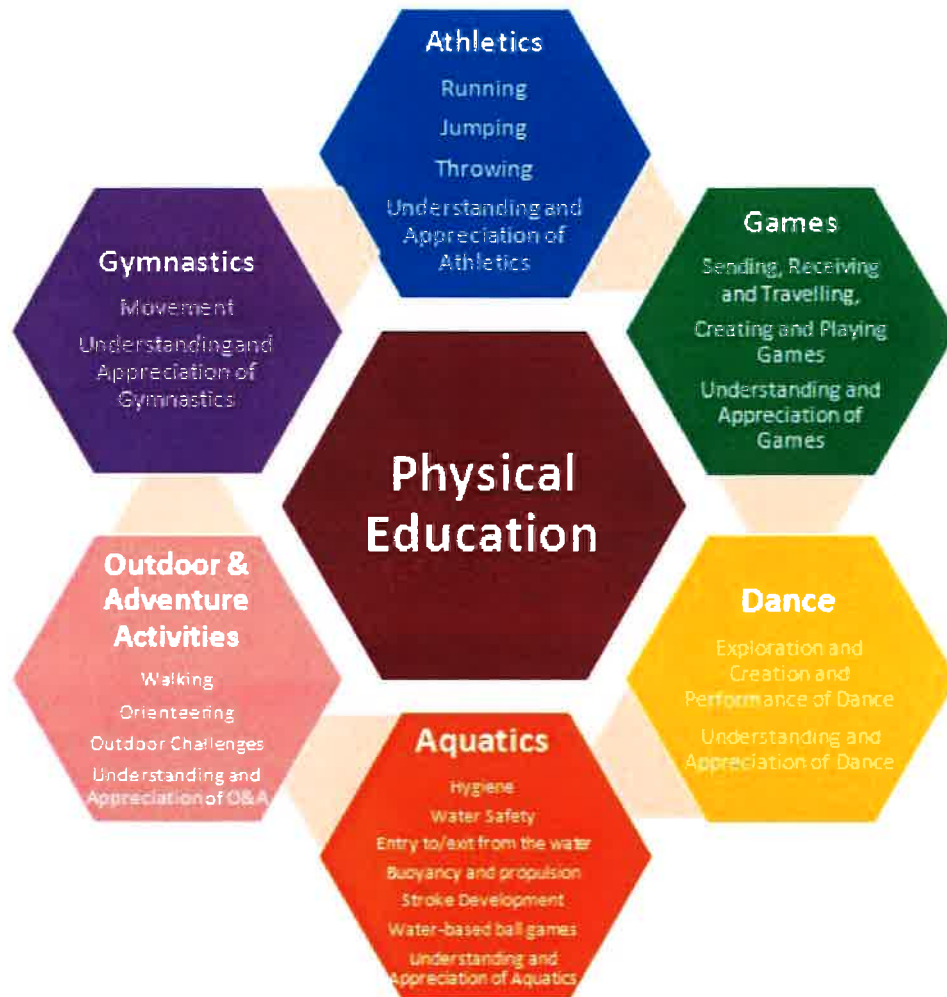 Athletics
Running
Jumping
Throwing
Understanding and
Appreciation of
Athletics
Games
Sending, Receiving
and Travelling,
Creating and Playing
Games
Understanding and
Appreciation of
Games
Gymnastics
Movement
Understanding and
Appreciation of
Gymnastics
Physical
Education
Outdoor &
Adventure
Activities
Walking
Orienteering
Outdoor Challenges
Understanding and
Appreciation of O&A
Dance
Exploration and
Creation and
Performance of Dance
Understanding and
Appreciation of Dance
Aquatics
Hygiene
Water Safety
Entry to/exit from the water
Buoyancy and propulsion
Stroke Development
Water-based ball games
Understanding and
Appreciation of Aquatics